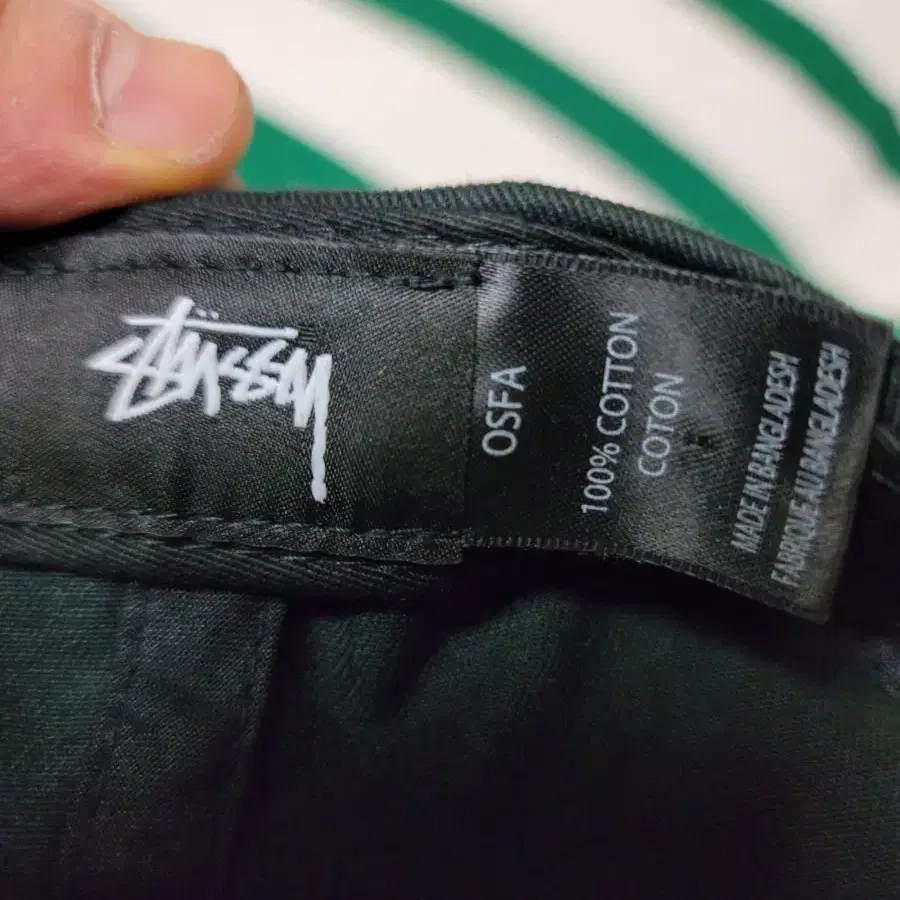 Stüssy
OSFA
100% COTTON
COTON
MADE IN BANGLADESH
FABRIQUE AU BANGLADESH